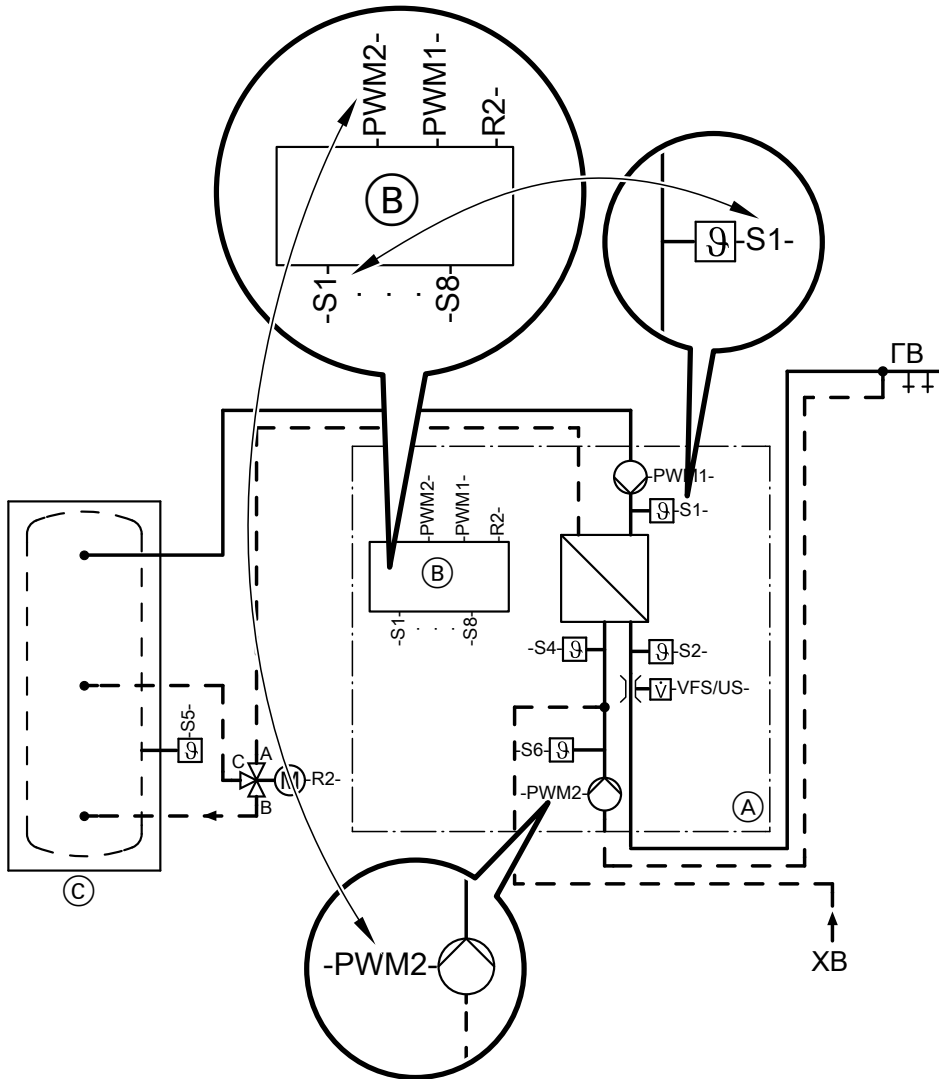 -PWM2-
-PWM1-
R2-
B
-S1-
. . . .
-S8-
ϑ -S1-
ГВ
-PWM2-
-PWM1-
-R2-
B
-S1-
. . . .
-S8-
-PWM1-
ϑ -S1-
-S4- ϑ
ϑ -S2-
V̇ -VFS/US-
-S6- ϑ
-PWM2-
A
-S5-
ϑ
C A
M -R2-
B
C
ХВ
-PWM2-